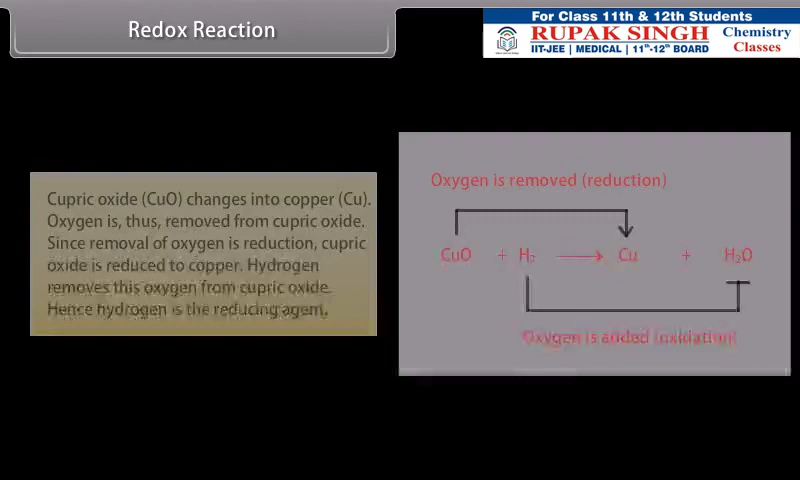 Redox Reaction
For Class 11th & 12th Students
RUPAK SINGH
IIT-JEE | MEDICAL | 11th-12th BOARD
Chemistry
Classes
Cupric oxide (CuO) changes into copper (Cu).
Oxygen is, thus, removed from cupric oxide.
Since removal of oxygen is reduction, cupric
oxide is reduced to copper. Hydrogen
removes this oxygen from cupric oxide.
Hence hydrogen is the reducing agent.
Oxygen is removed (reduction)
CuO + H₂ ⟶ Cu + H₂O
Oxygen is added (oxidation)